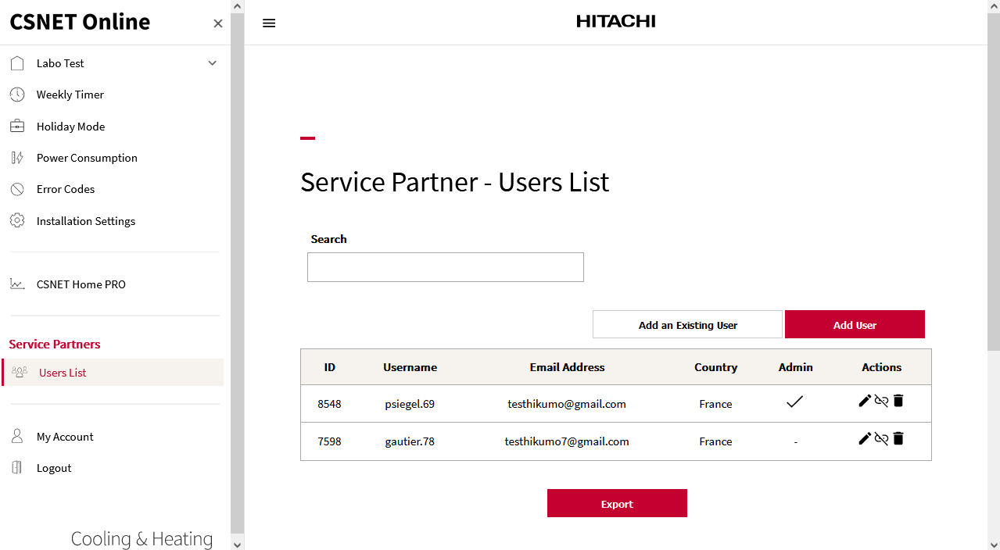 CSNET Online
HITACHI
Labo Test
Weekly Timer
Holiday Mode
Power Consumption
Error Codes
Installation Settings
CSNET Home PRO
Service Partners
Users List
My Account
Logout
Cooling & Heating
Service Partner - Users List
Search
Add an Existing User Add User
ID Username Email Address Country Admin Actions
8548 psiegel.69 testhikumo@gmail.com France
7598 gautier.78 testhikumo7@gmail.com France -
Export